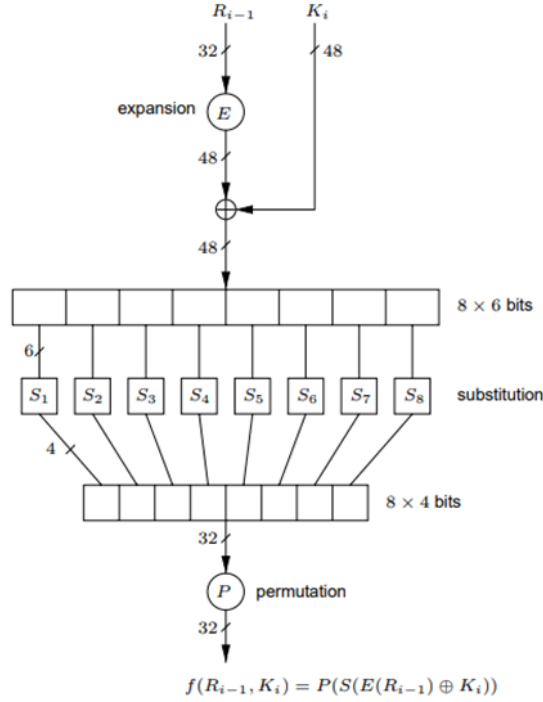 R_{i−1} K_i
32 48
expansion E
48
48
8 × 6 bits
6
S_1 S_2 S_3 S_4 S_5 S_6 S_7 S_8 substitution
4
8 × 4 bits
32
P permutation
32
f(R_{i−1}, K_i) = P(S(E(R_{i−1}) ⊕ K_i))